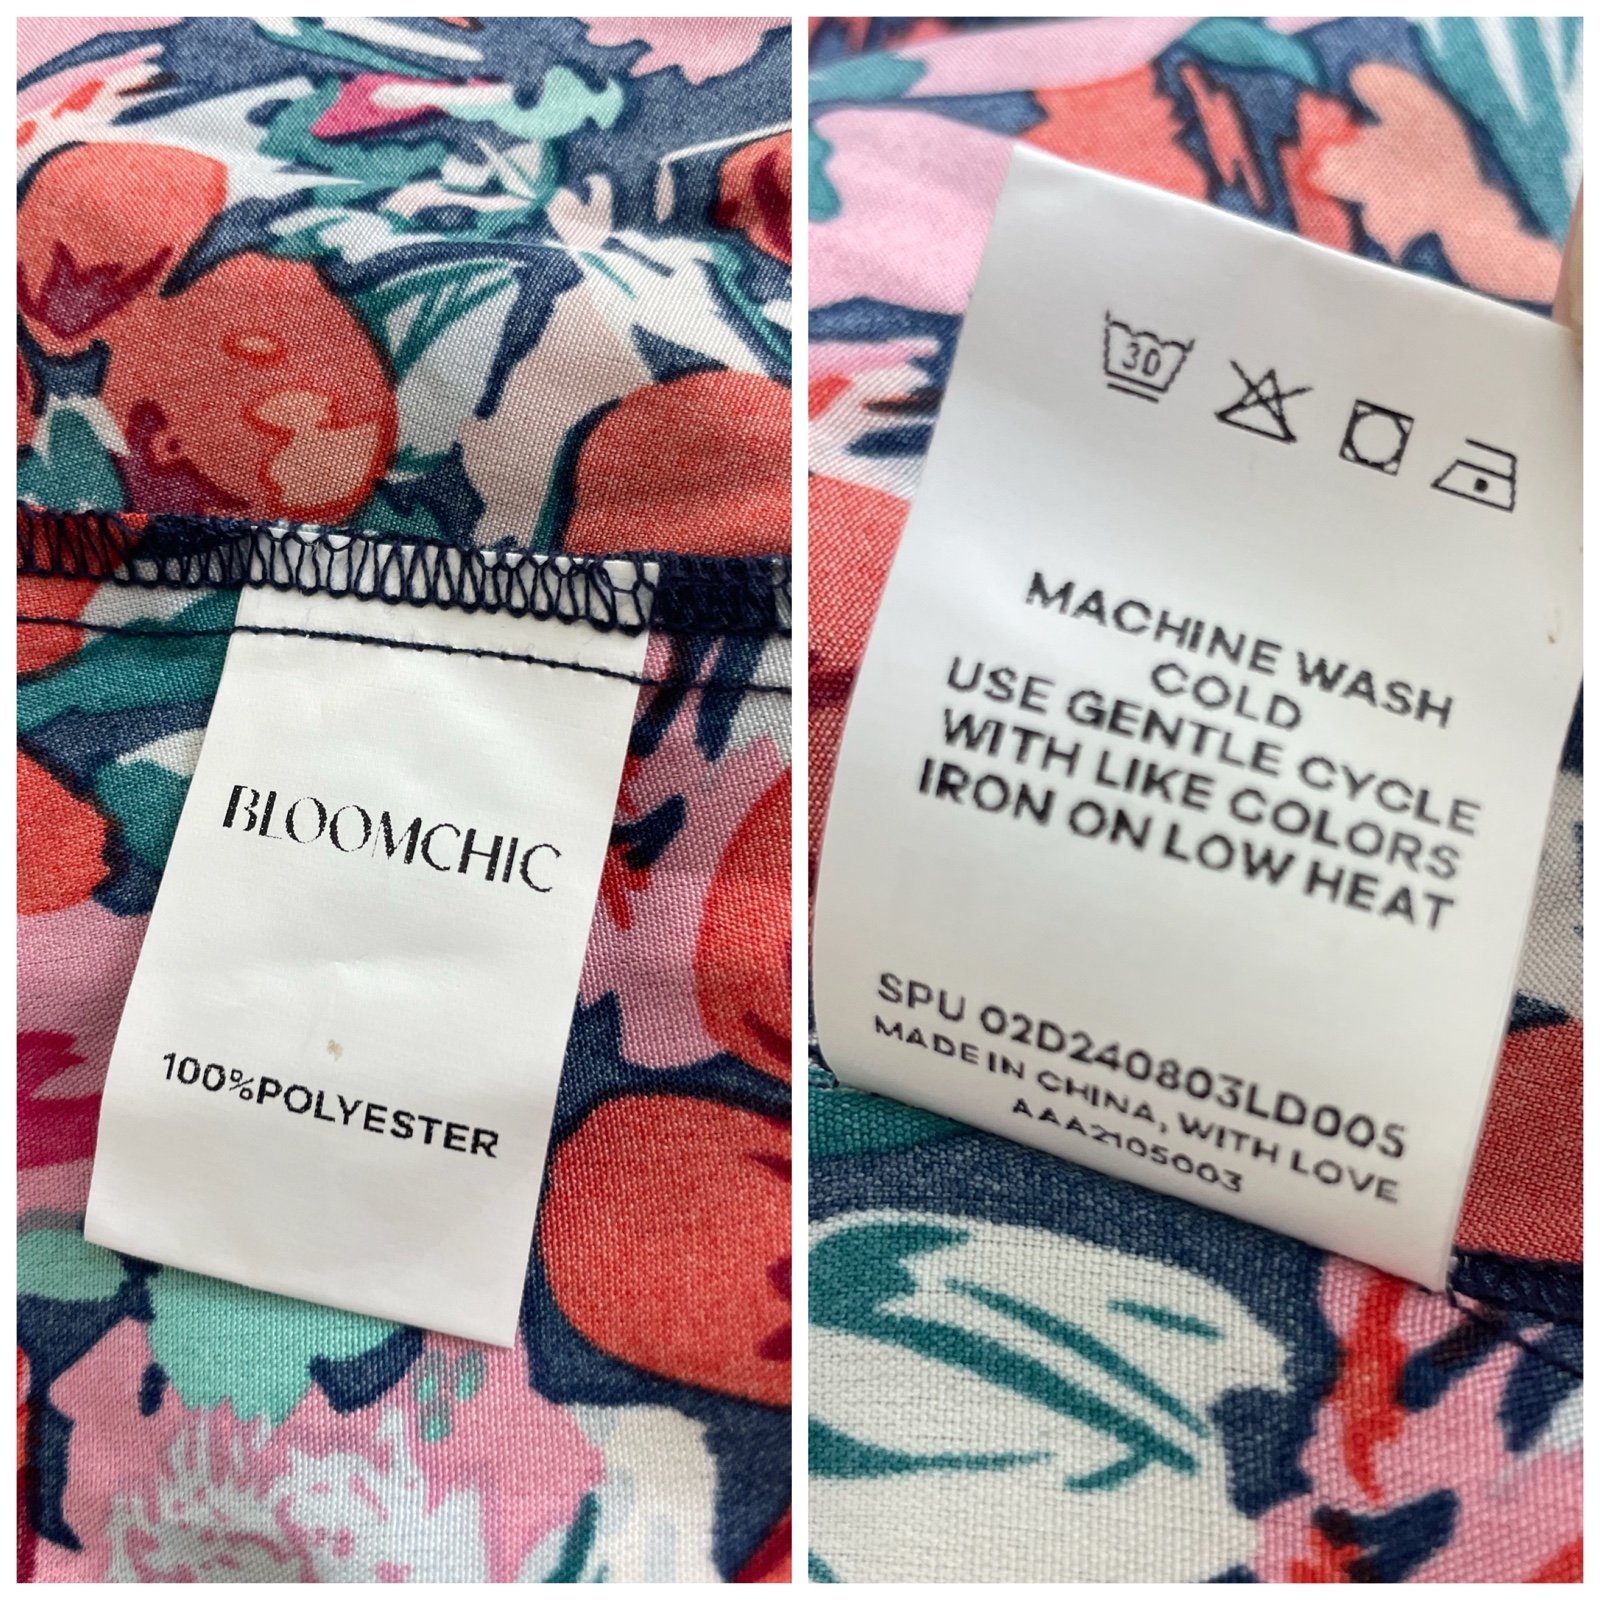 BLOOMCHIC
100%POLYESTER
30
MACHINE WASH
COLD
USE GENTLE CYCLE
WITH LIKE COLORS
IRON ON LOW HEAT
SPU 02D240803LD005
MADE IN CHINA, WITH LOVE
AAA2105003